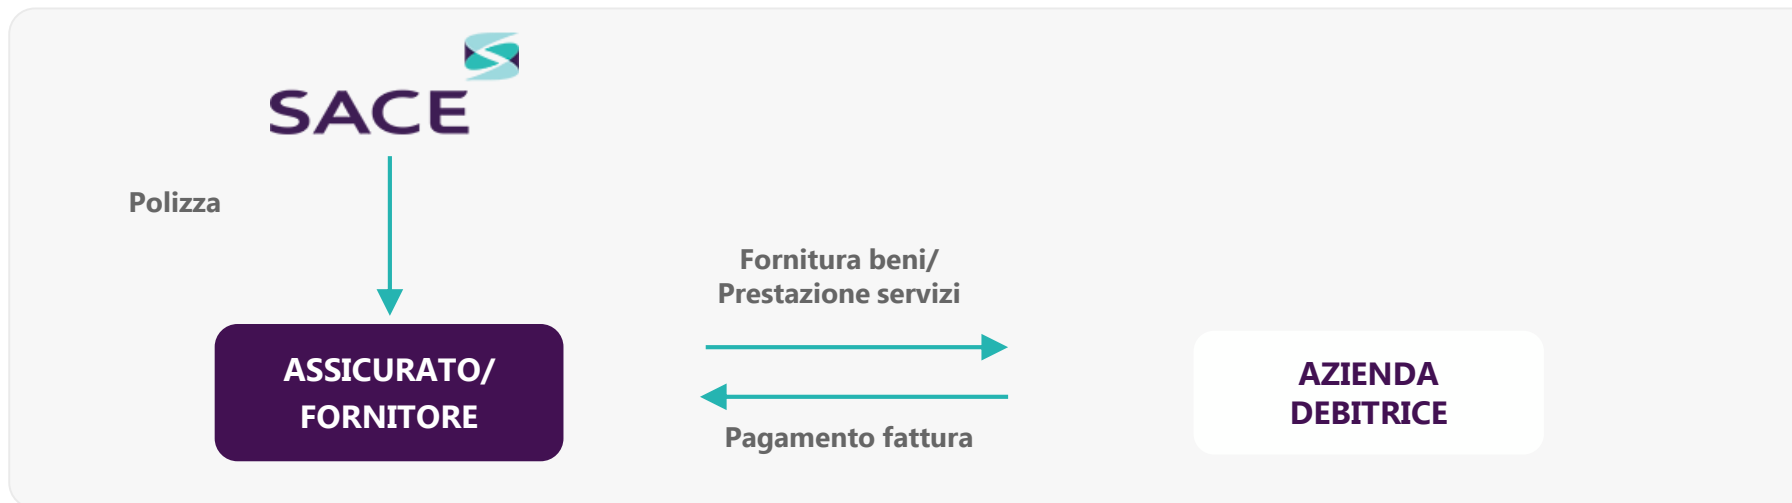 SACE
Polizza
Fornitura beni/
Prestazione servizi
ASSICURATO/
FORNITORE
AZIENDA
DEBITRICE
Pagamento fattura